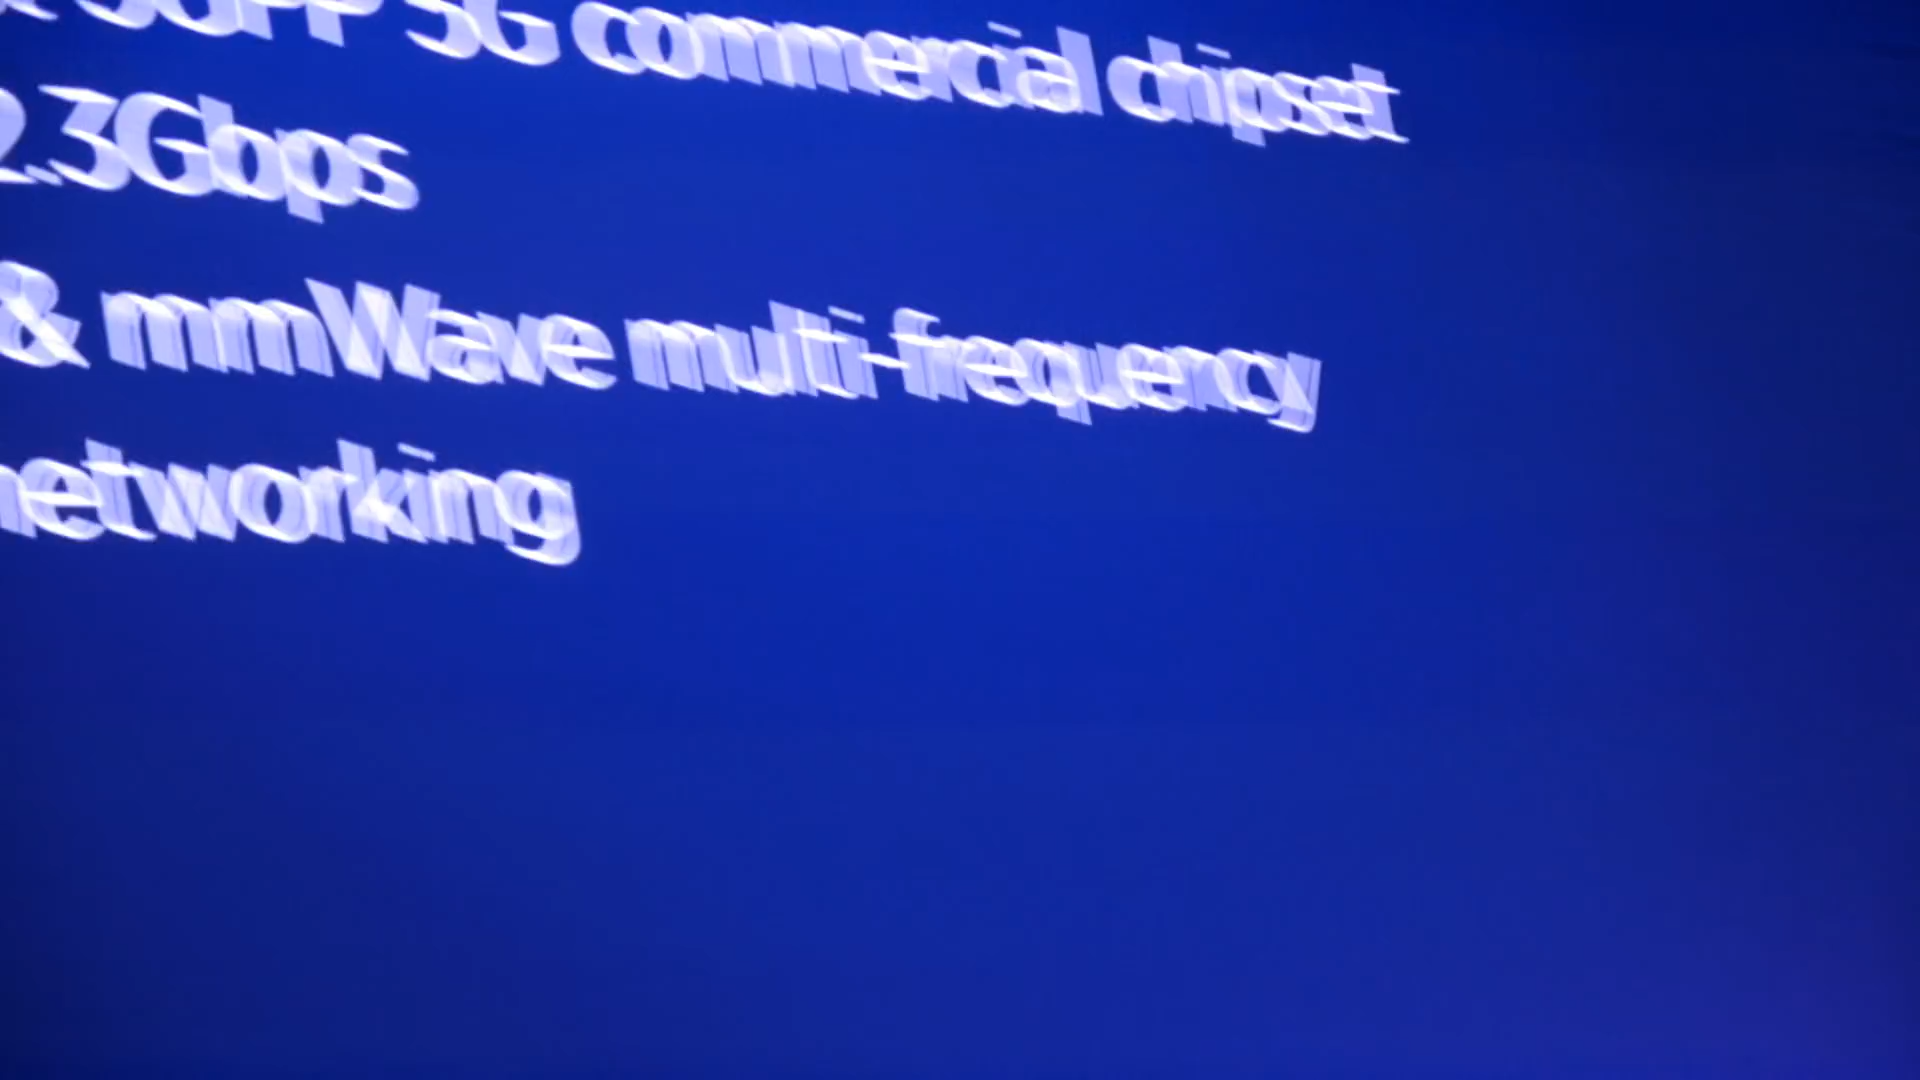 3GPP 5G commercial chipset
2.3Gbps
& mmWave multi-frequency
networking